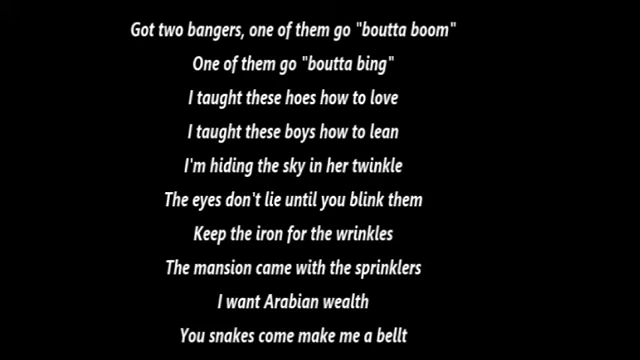 Got two bangers, one of them go "boutta boom"
One of them go "boutta bing"
I taught these hoes how to love
I taught these boys how to lean
I'm hiding the sky in her twinkle
The eyes don't lie until you blink them
Keep the iron for the wrinkles
The mansion came with the sprinklers
I want Arabian wealth
You snakes come make me a bellt